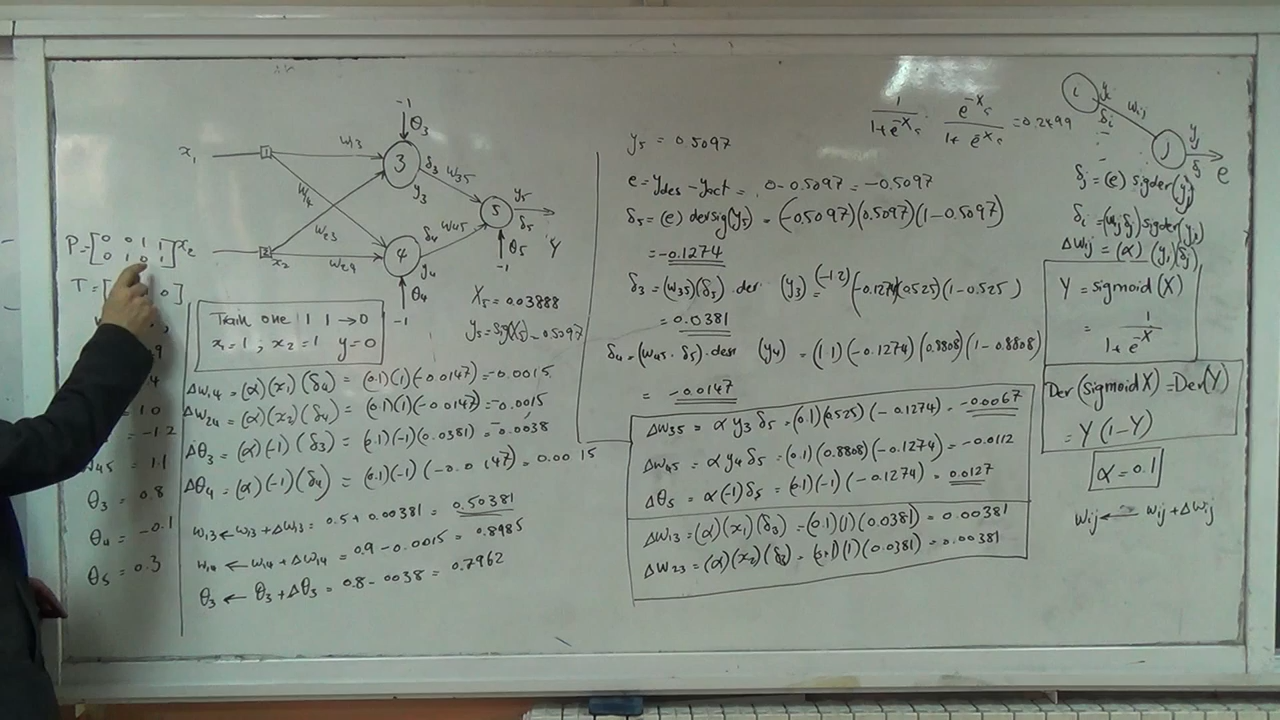 x₁
w₁₃
-1
θ₃
3
δ₃
w₃₅
y₃
w₂₃
x₂
w₂₄
4
δ₄
w₄₅
y₄
θ₄
-1
5
y₅
δ₅
θ₅
-1
Y
P=[0 0 1 1
0 1 0 1] x₂
T=[ 0]
= 10
= -1.2
w₄₅ = 1.1
θ₃ = 0.8
θ₄ = -0.1
θ₅ = 0.3
Train one 1 1 → 0
x₁=1 ; x₂=1 y=0
X₅=0.03888
y₅=Sig(X₅)=0.5097
Δw₁₄ = (α)(x₁)(δ₄) = (0.1)(1)(-0.0147)=-0.0015
Δw₂₄ = (α)(x₂)(δ₄) = (0.1)(1)(-0.0147)=-0.0015
Δθ₃ = (α)(-1)(δ₃) = (0.1)(-1)(0.0381)=-0.0038
Δθ₄ = (α)(-1)(δ₄) = (0.1)(-1)(-0.0147)=0.0015
w₁₃ ← w₁₃ + Δw₁₃ = 0.5+0.00381 = 0.50381
w₁₄ ← w₁₄ + Δw₁₄ = 0.9-0.0015 = 0.8985
θ₃ ← θ₃ + Δθ₃ = 0.8-0038 = 0.7962
y₅ = 0.5097
e = y_des - y_act = 0-0.5097 = -0.5097
δ₅ = (e) dersig(y₅) = (-0.5097)(0.5097)(1-0.5097)
= -0.1274
δ₃ = (w₃₅)(δ₅) der (y₃) = (-1.2)(-0.1274)(0.525)(1-0.525)
= 0.0381
δ₄ = (w₄₅ · δ₅) · der (y₄) = (1.1)(-0.1274)(0.8808)(1-0.8808)
= -0.0147
Δw₃₅ = α y₃ δ₅ = (0.1)(0.525)(-0.1274) = -0.0067
Δw₄₅ = α y₄ δ₅ = (0.1)(0.8808)(-0.1274) = -0.0112
Δθ₅ = α(-1)δ₅ = (0.1)(-1)(-0.1274) = 0.0127
Δw₁₃ = (α)(x₁)(δ₃) = (0.1)(1)(0.0381) = 0.00381
Δw₂₃ = (α)(x₂)(δ₃) = (0.1)(1)(0.0381) = 0.00381
1/(1+e^-X₅) · e^-X₅/(1+e^-X₅) = 0.2499
i
yᵢ
wᵢⱼ
δᵢ
j
yⱼ
δⱼ
e
δⱼ = (e) sigder(yⱼ)
δᵢ = (wᵢⱼ δⱼ) sigder(yᵢ)
Δwᵢⱼ = (α) (yᵢ)(δⱼ)
Y = sigmoid (X)
= 1/(1+e^-X)
Der(sigmoid X) = Der(Y)
= Y (1-Y)
α = 0.1
wᵢⱼ ← wᵢⱼ + Δwᵢⱼ